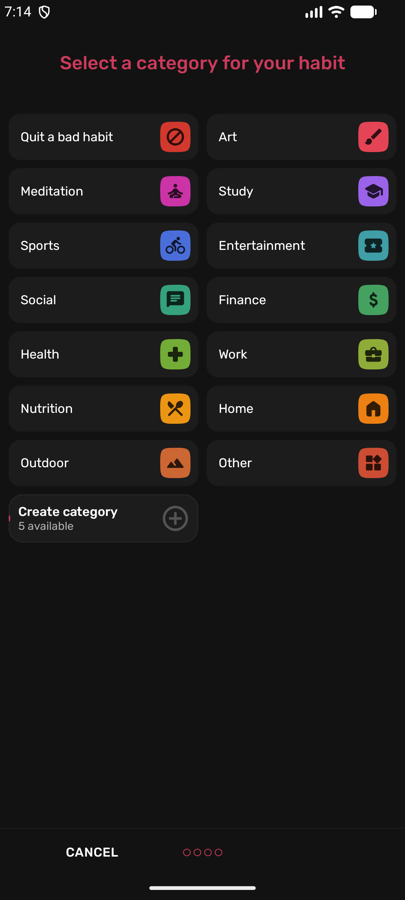 7:14
Select a category for your habit
Quit a bad habit
Art
Meditation
Study
Sports
Entertainment
Social
Finance
Health
Work
Nutrition
Home
Outdoor
Other
Create category
5 available
CANCEL